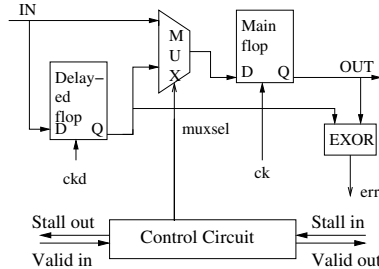 IN
M
U
X
Main
flop
D
Q
OUT
Delay-
ed
flop
D
Q
muxsel
EXOR
ckd
ck
err
Stall out
Valid in
Control Circuit
Stall in
Valid out